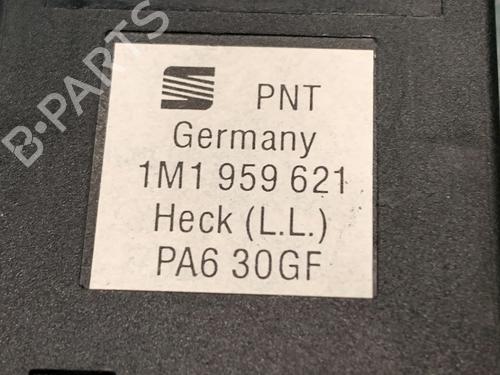 B-PARTS
PNT
Germany
1M1 959 621
Heck (L.L.)
PA6 30GF